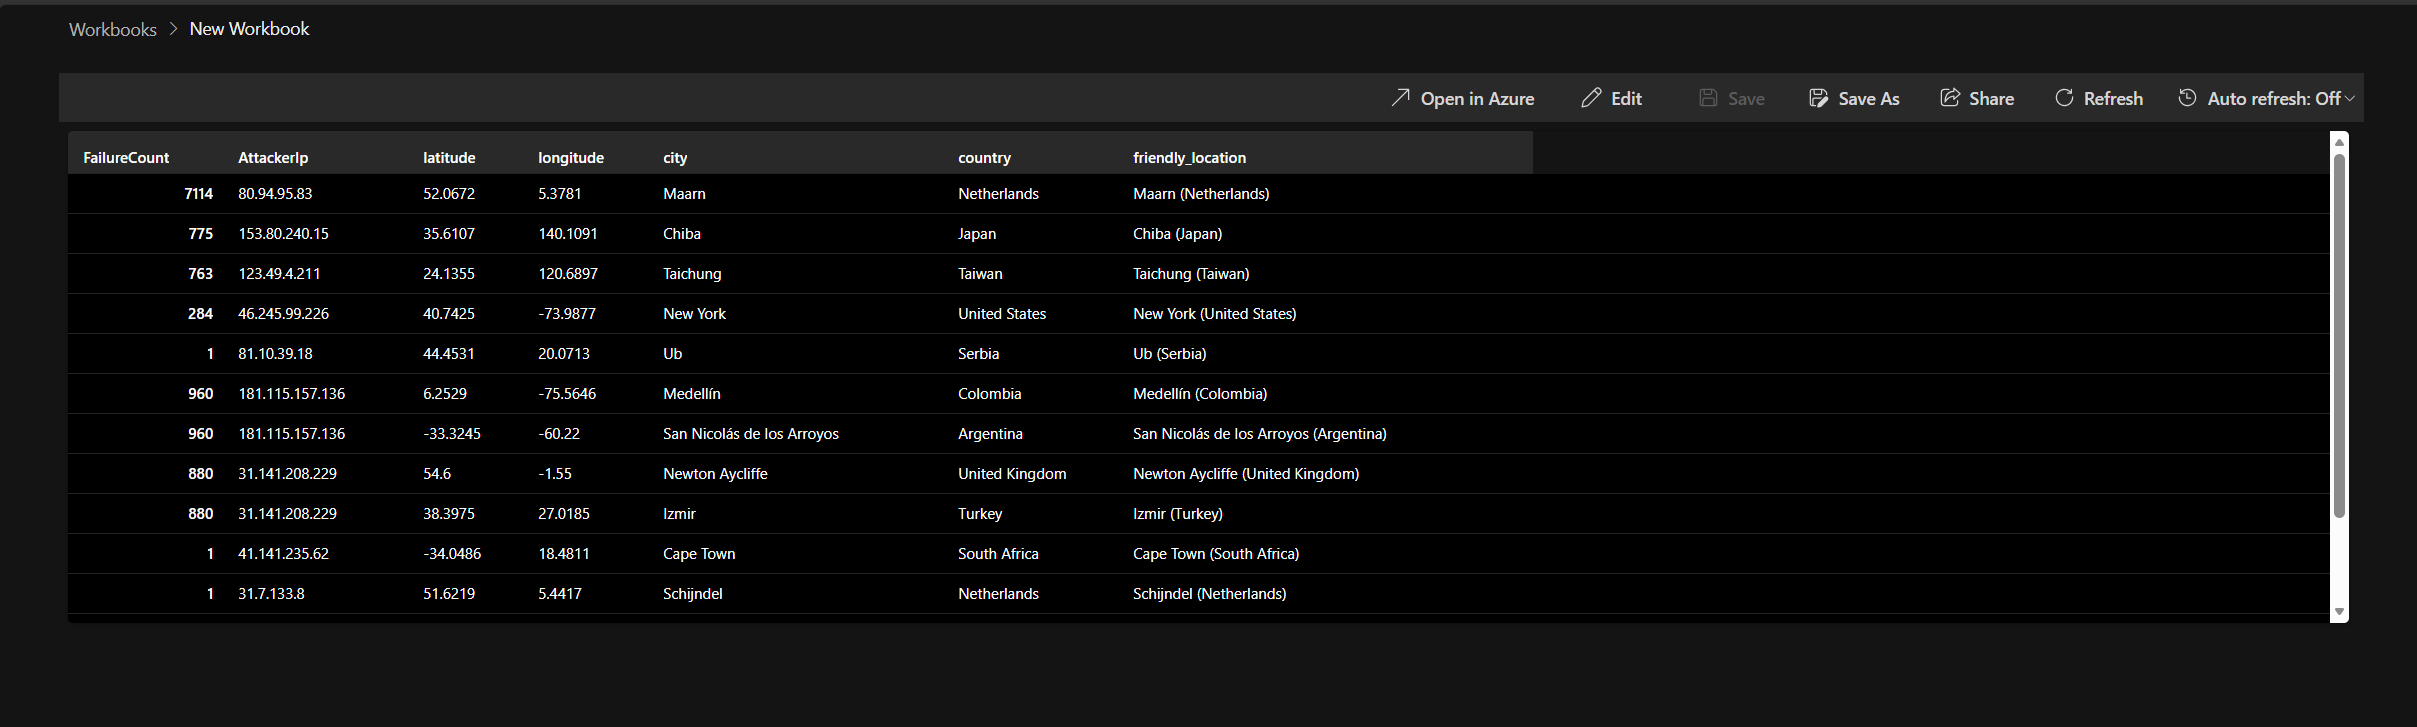 Workbooks > New Workbook
Open in Azure Edit Save Save As Share Refresh Auto refresh: Off
FailureCount AttackerIp latitude longitude city country friendly_location
7114 80.94.95.83 52.0672 5.3781 Maarn Netherlands Maarn (Netherlands)
775 153.80.240.15 35.6107 140.1091 Chiba Japan Chiba (Japan)
763 123.49.4.211 24.1355 120.6897 Taichung Taiwan Taichung (Taiwan)
284 46.245.99.226 40.7425 -73.9877 New York United States New York (United States)
1 81.10.39.18 44.4531 20.0713 Ub Serbia Ub (Serbia)
960 181.115.157.136 6.2529 -75.5646 Medellín Colombia Medellín (Colombia)
960 181.115.157.136 -33.3245 -60.22 San Nicolás de los Arroyos Argentina San Nicolás de los Arroyos (Argentina)
880 31.141.208.229 54.6 -1.55 Newton Aycliffe United Kingdom Newton Aycliffe (United Kingdom)
880 31.141.208.229 38.3975 27.0185 Izmir Turkey Izmir (Turkey)
1 41.141.235.62 -34.0486 18.4811 Cape Town South Africa Cape Town (South Africa)
1 31.7.133.8 51.6219 5.4417 Schijndel Netherlands Schijndel (Netherlands)